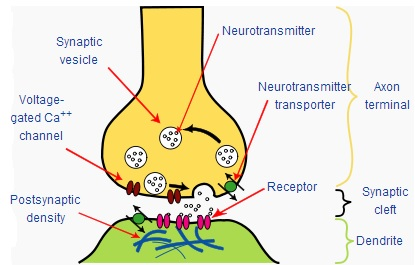 Synaptic
vesicle
Neurotransmitter
Voltage-
gated Ca++
channel
Neurotransmitter
transporter
Axon
terminal
Receptor
Synaptic
cleft
Postsynaptic
density
Dendrite